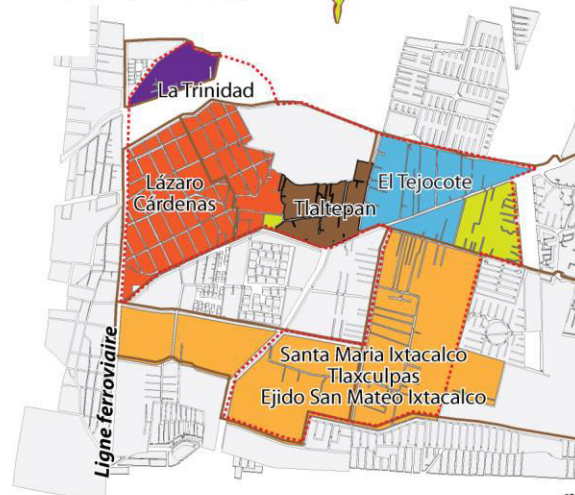 La Trinidad
Lázaro
Cárdenas
Tlaltepan
El Tejocote
Santa Maria Ixtacalco
Tlaxculpas
Ejido San Mateo Ixtacalco
Ligne ferroviaire